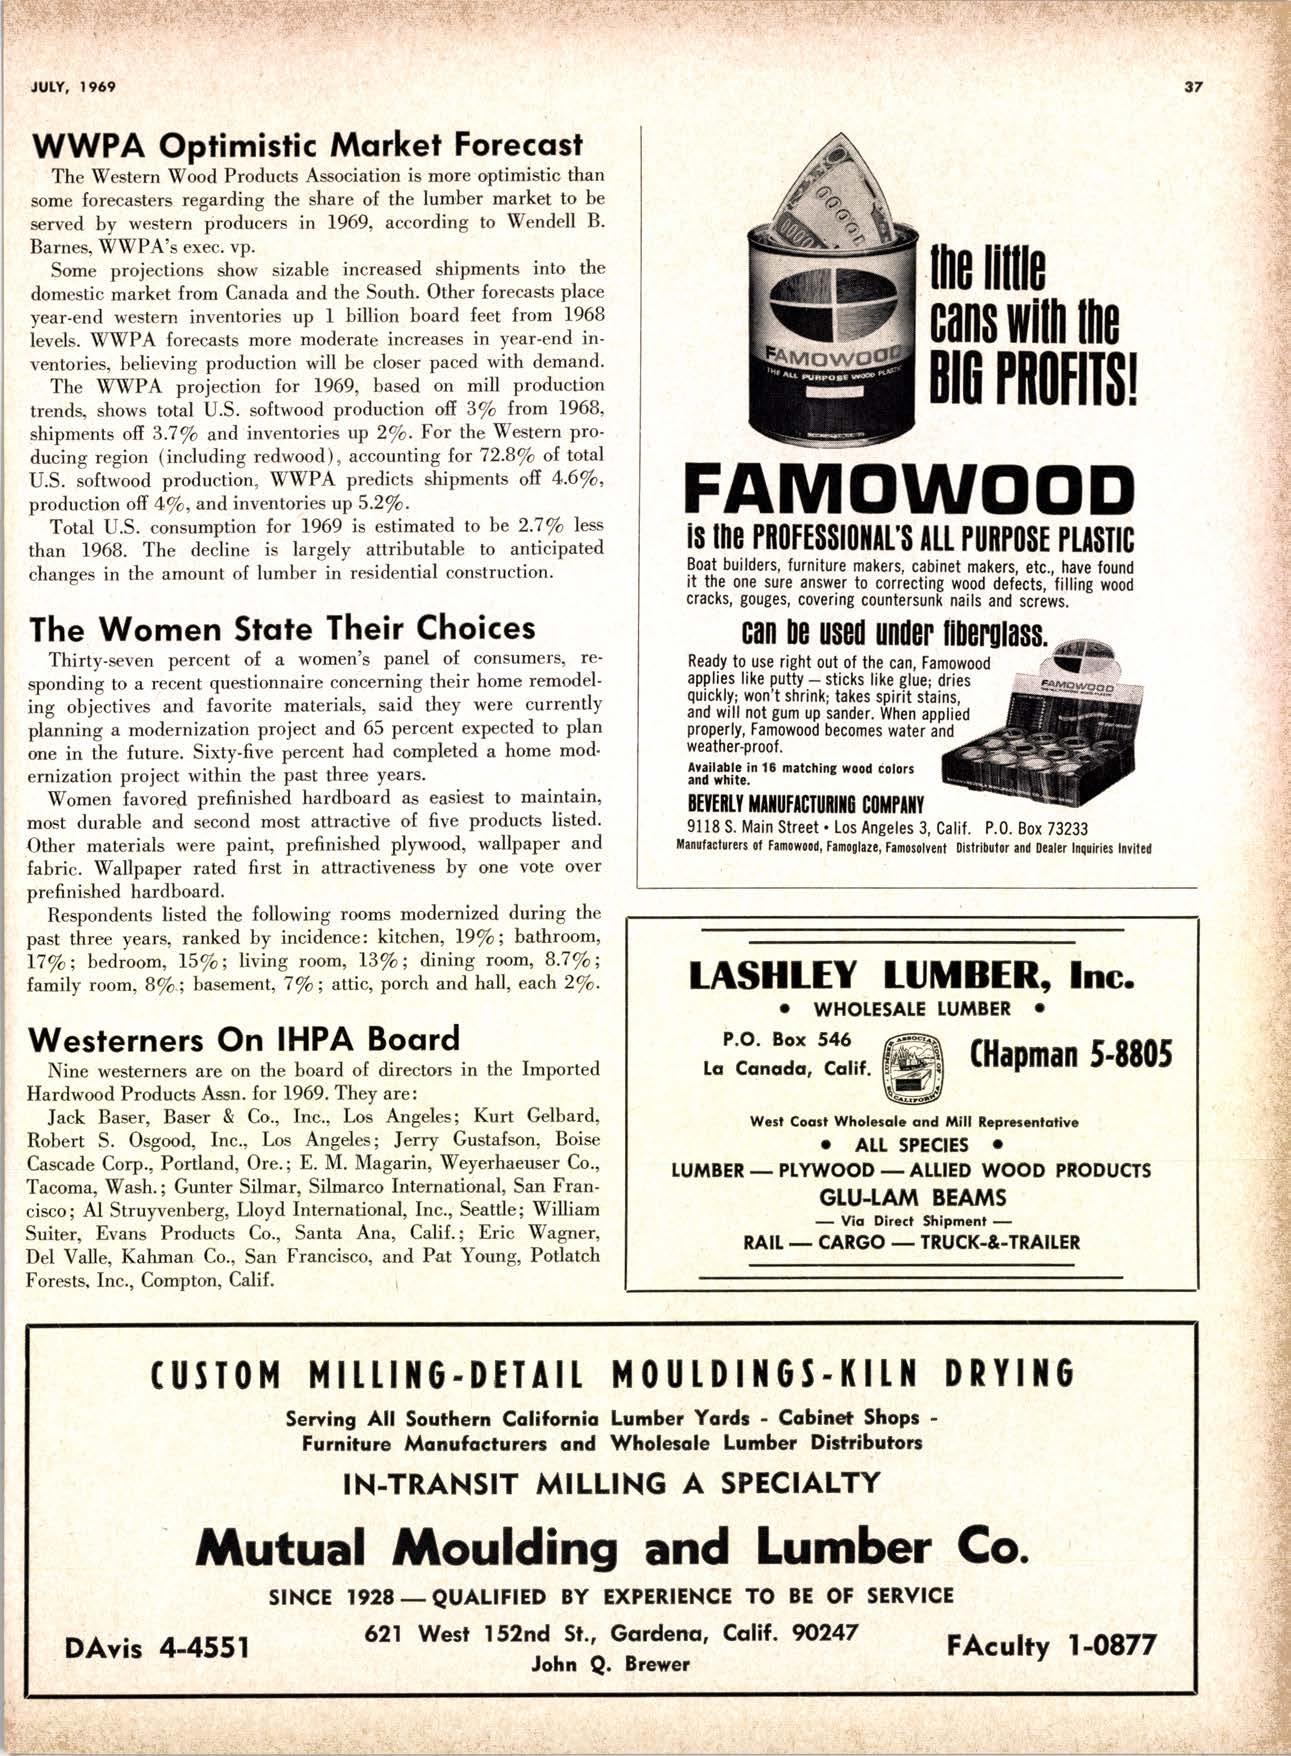 JULY, 1969
37
WWPA Optimistic Market Forecast
The Western Wood Products Association is more optimistic than
some forecasters regarding the share of the lumber market to be
served by western producers in 1969, according to Wendell B.
Barnes, WWPA's exec. vp.
Some projections show sizable increased shipments into the
domestic market from Canada and the South. Other forecasts place
year-end western inventories up 1 billion board feet from 1968
levels. WWPA forecasts more moderate increases in year-end in-
ventories, believing production will be closer paced with demand.
The WWPA projection for 1969, based on mill production
trends, shows total U.S. softwood production off 3% from 1968,
shipments off 3.7% and inventories up 2%. For the Western pro-
ducing region (including redwood), accounting for 72.8% of total
U.S. softwood production, WWPA predicts shipments off 4.6%,
production off 4%, and inventories up 5.2%.
Total U.S. consumption for 1969 is estimated to be 2.7% less
than 1968. The decline is largely attributable to anticipated
changes in the amount of lumber in residential construction.
The Women State Their Choices
Thirty-seven percent of a women's panel of consumers, re-
sponding to a recent questionnaire concerning their home remodel-
ing objectives and favorite materials, said they were currently
planning a modernization project and 65 percent expected to plan
one in the future. Sixty-five percent had completed a home mod-
ernization project within the past three years.
Women favored prefinished hardboard as easiest to maintain,
most durable and second most attractive of five products listed.
Other materials were paint, prefinished plywood, wallpaper and
fabric. Wallpaper rated first in attractiveness by one vote over
prefinished hardboard.
Respondents listed the following rooms modernized during the
past three years, ranked by incidence: kitchen, 19%; bathroom,
17%; bedroom, 15%; living room, 13%; dining room, 8.7%;
family room, 8%; basement, 7%; attic, porch and hall, each 2%.
Westerners On IHPA Board
Nine westerners are on the board of directors in the Imported
Hardwood Products Assn. for 1969. They are:
Jack Baser, Baser & Co., Inc., Los Angeles; Kurt Gelbard,
Robert S. Osgood, Inc., Los Angeles; Jerry Gustafson, Boise
Cascade Corp., Portland, Ore.; E. M. Magarin, Weyerhaeuser Co.,
Tacoma, Wash.; Gunter Silmar, Silmarco International, San Fran-
cisco; Al Struyvenberg, Lloyd International, Inc., Seattle; William
Suiter, Evans Products Co., Santa Ana, Calif.; Eric Wagner,
Del Valle, Kahman Co., San Francisco, and Pat Young, Potlatch
Forests, Inc., Compton, Calif.
FAMOWOOD
THE ALL PURPOSE WOOD PLASTIC
the little
cans with the
BIG PROFITS!
FAMOWOOD
is the PROFESSIONAL'S ALL PURPOSE PLASTIC
Boat builders, furniture makers, cabinet makers, etc., have found
it the one sure answer to correcting wood defects, filling wood
cracks, gouges, covering countersunk nails and screws.
can be used under fiberglass.
Ready to use right out of the can, Famowood
applies like putty — sticks like glue; dries
quickly; won't shrink; takes spirit stains,
and will not gum up sander. When applied
properly, Famowood becomes water and
weather-proof.
Available in 16 matching wood colors
and white.
FAMOWOOD
BEVERLY MANUFACTURING COMPANY
9118 S. Main Street • Los Angeles 3, Calif. P.O. Box 73233
Manufacturers of Famowood, Famoglaze, Famosolvent Distributor and Dealer Inquiries Invited
LASHLEY LUMBER, Inc.
• WHOLESALE LUMBER •
P.O. Box 546
La Canada, Calif.
LUMBER ASSOCIATION OF SO. CALIFORNIA
CHapman 5-8805
West Coast Wholesale and Mill Representative
• ALL SPECIES •
LUMBER — PLYWOOD — ALLIED WOOD PRODUCTS
GLU-LAM BEAMS
— Via Direct Shipment —
RAIL — CARGO — TRUCK-&-TRAILER
CUSTOM MILLING-DETAIL MOULDINGS-KILN DRYING
Serving All Southern California Lumber Yards - Cabinet Shops -
Furniture Manufacturers and Wholesale Lumber Distributors
IN-TRANSIT MILLING A SPECIALTY
Mutual Moulding and Lumber Co.
SINCE 1928 — QUALIFIED BY EXPERIENCE TO BE OF SERVICE
DAvis 4-4551
621 West 152nd St., Gardena, Calif. 90247
John Q. Brewer
FAculty 1-0877